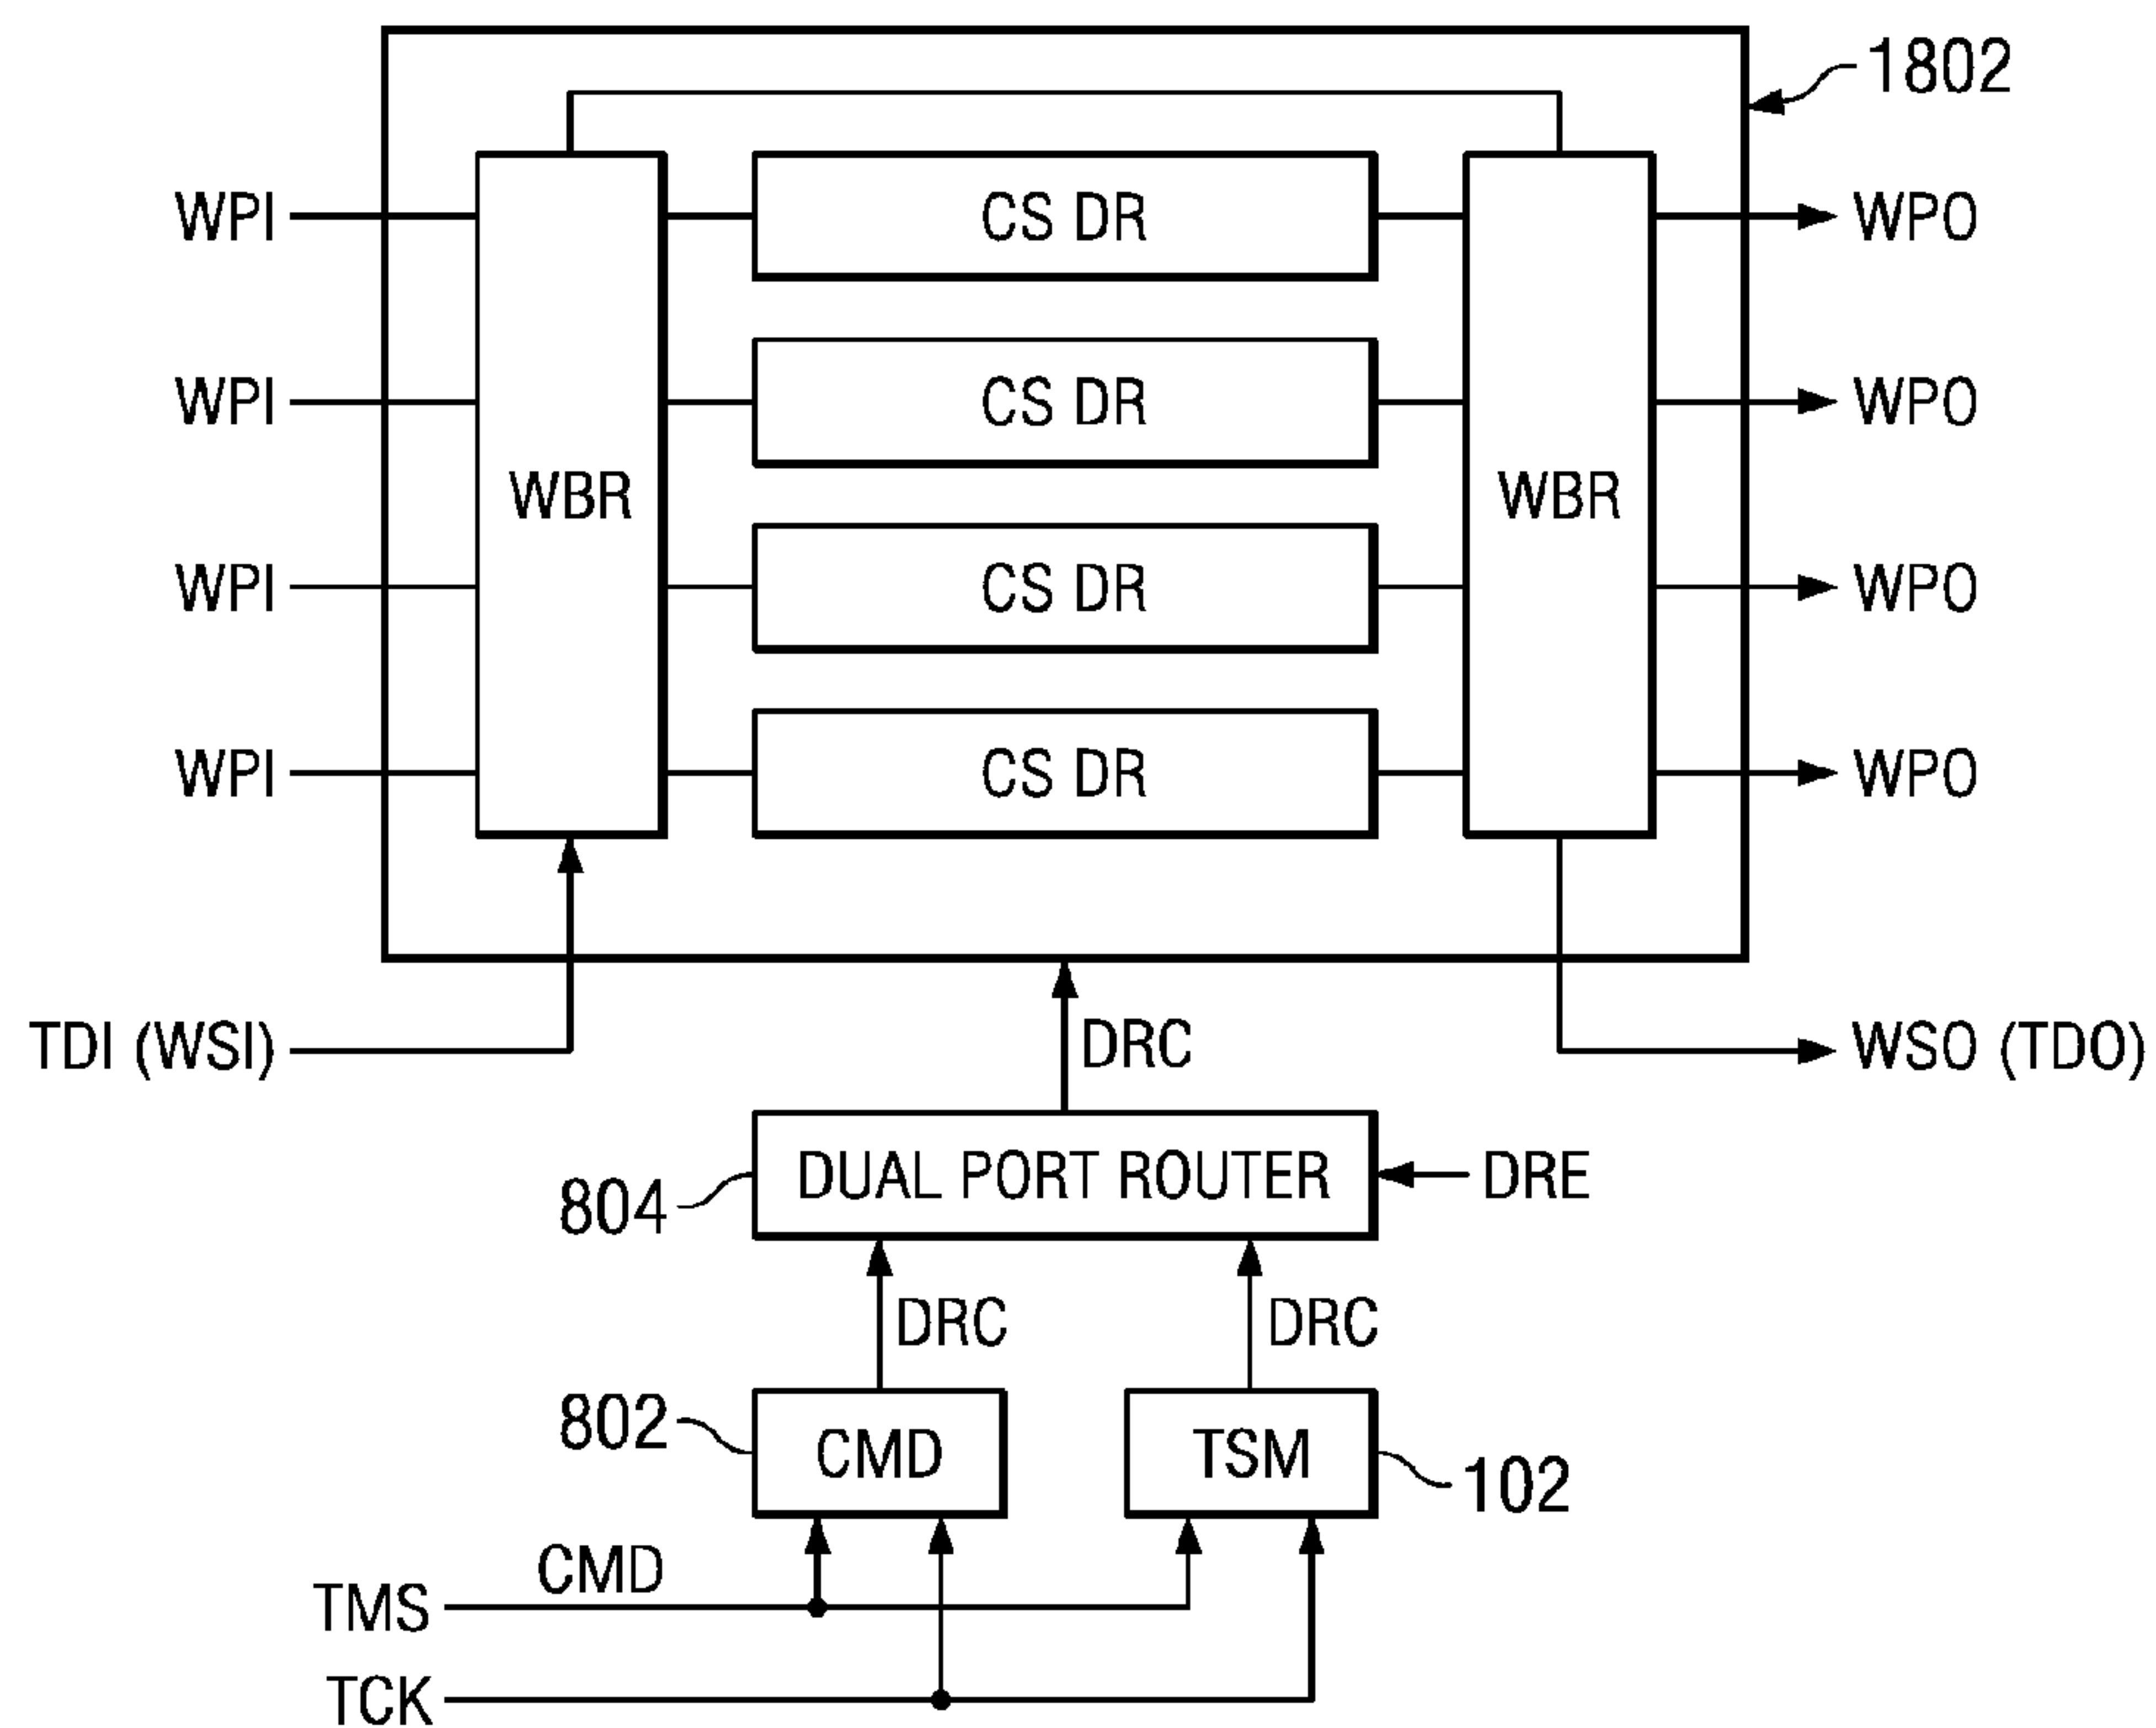 1802
WPI CS DR WPO
WPI CS DR WPO
WBR WBR
WPI CS DR WPO
WPI CS DR WPO
TDI (WSI) DRC WSO (TDO)
DUAL PORT ROUTER DRE
804
DRC DRC
802 CMD TSM 102
CMD
TMS
TCK